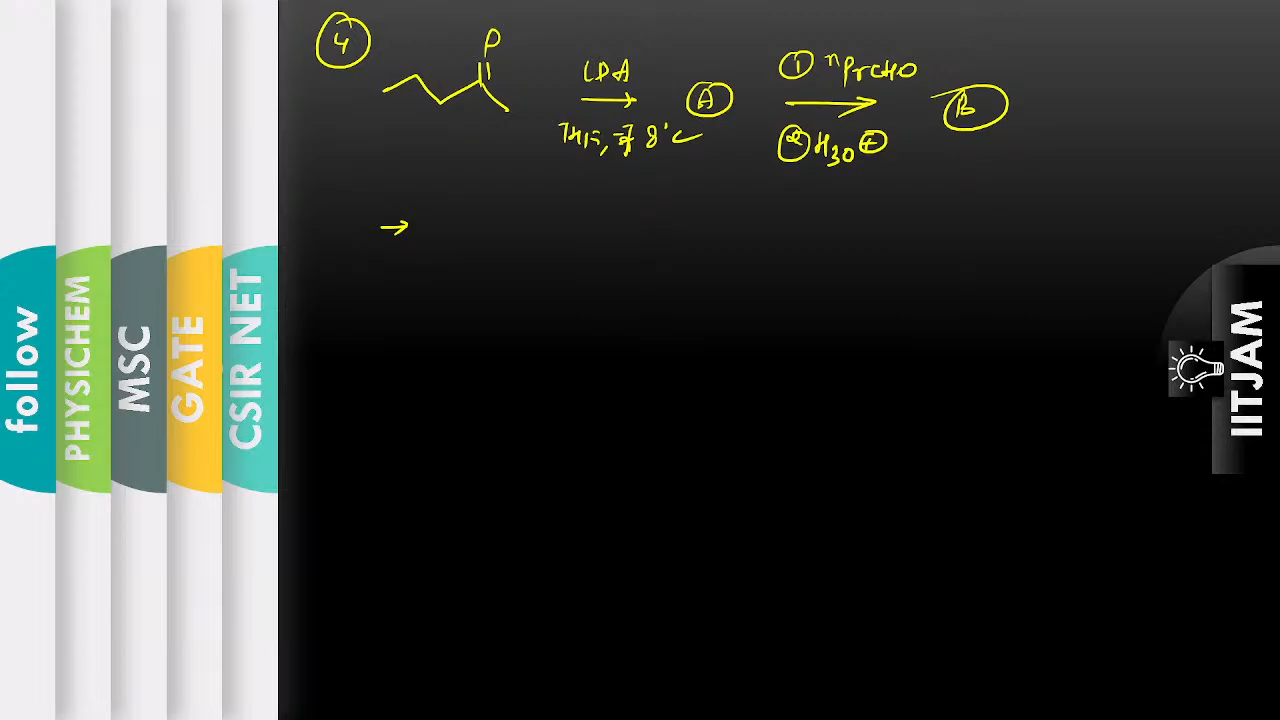 4
LDA
A
① nPrCHO
B
THF, -78°C
② H3O⊕
→
follow
PHYSICHEM
MSC
GATE
CSIR NET
IITJAM